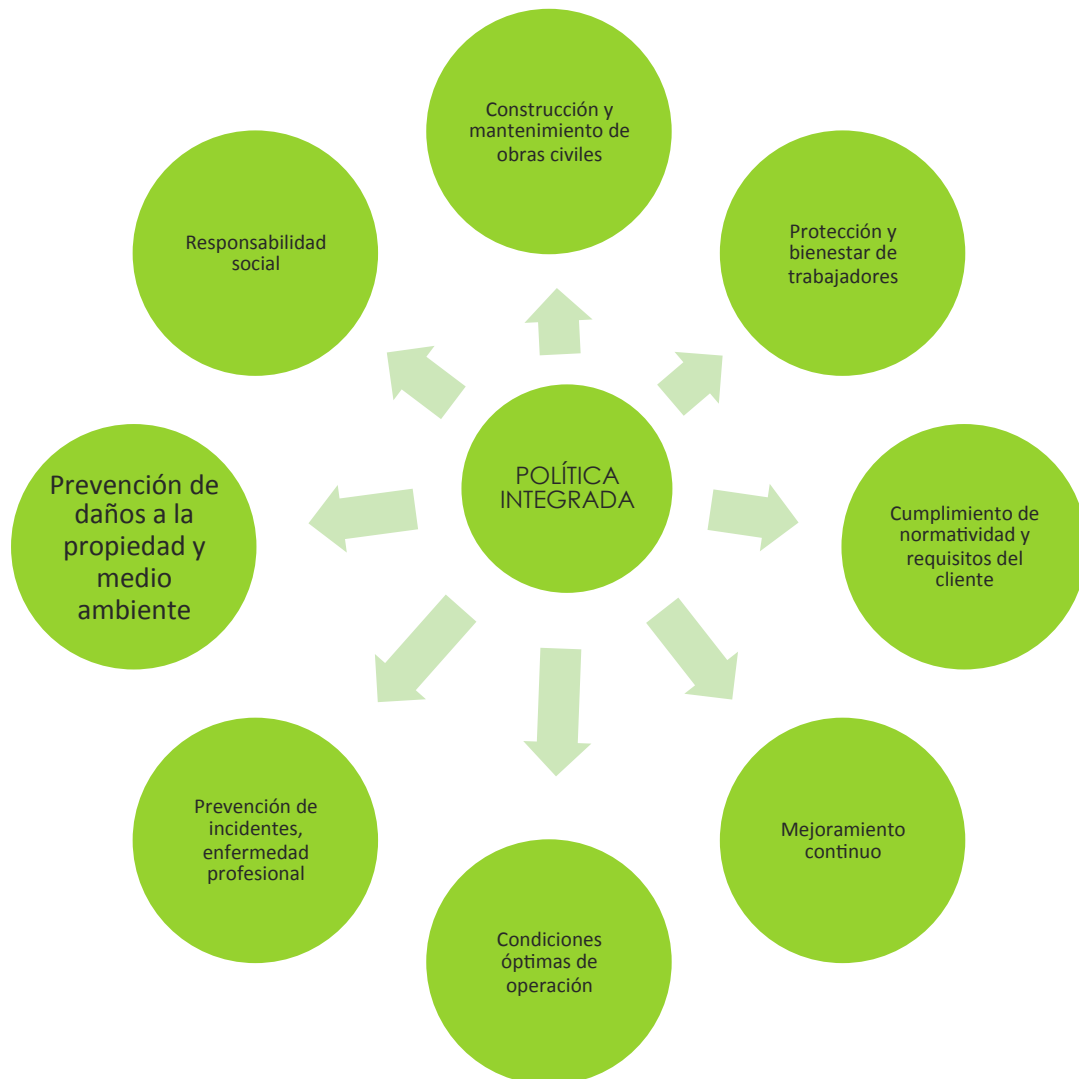 Construcción y
mantenimiento de
obras civiles
Responsabilidad
social
Protección y
bienestar de
trabajadores
POLÍTICA
INTEGRADA
Prevención de
daños a la
propiedad y
medio
ambiente
Cumplimiento de
normatividad y
requisitos del
cliente
Prevención de
incidentes,
enfermedad
profesional
Mejoramiento
continuo
Condiciones
óptimas de
operación